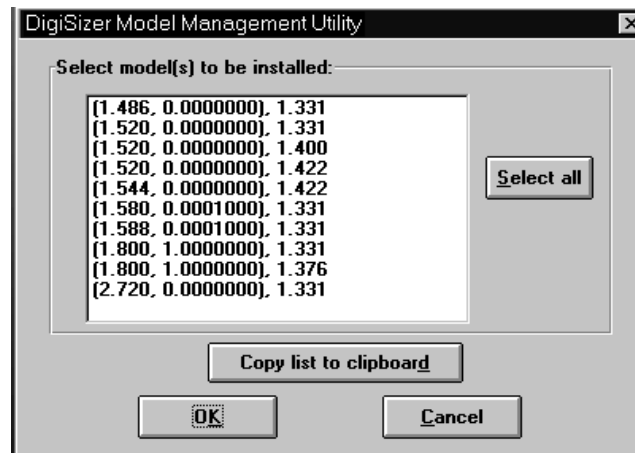 DigiSizer Model Management Utility
Select model(s) to be installed:
(1.486, 0.0000000), 1.331
(1.520, 0.0000000), 1.331
(1.520, 0.0000000), 1.400
(1.520, 0.0000000), 1.422
(1.544, 0.0000000), 1.422
(1.580, 0.0001000), 1.331
(1.588, 0.0001000), 1.331
(1.800, 1.0000000), 1.331
(1.800, 1.0000000), 1.376
(2.720, 0.0000000), 1.331
Select all
Copy list to clipboard
OK
Cancel